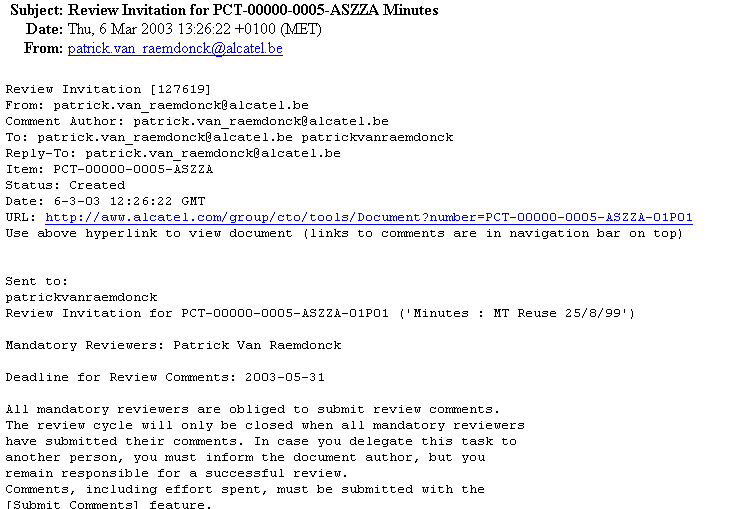 Subject: Review Invitation for PCT-00000-0005-ASZZA Minutes
Date: Thu, 6 Mar 2003 13:26:22 +0100 (MET)
From: patrick.van_raemdonck@alcatel.be
Review Invitation [127619]
From: patrick.van_raemdonck@alcatel.be
Comment Author: patrick.van_raemdonck@alcatel.be
To: patrick.van_raemdonck@alcatel.be patrickvanraemdonck
Reply-To: patrick.van_raemdonck@alcatel.be
Item: PCT-00000-0005-ASZZA
Status: Created
Date: 6-3-03 12:26:22 GMT
URL: http://aww.alcatel.com/group/cto/tools/Document?number=PCT-00000-0005-ASZZA-01P01
Use above hyperlink to view document (links to comments are in navigation bar on top)
Sent to:
patrickvanraemdonck
Review Invitation for PCT-00000-0005-ASZZA-01P01 ('Minutes : MT Reuse 25/8/99')
Mandatory Reviewers: Patrick Van Raemdonck
Deadline for Review Comments: 2003-05-31
All mandatory reviewers are obliged to submit review comments.
The review cycle will only be closed when all mandatory reviewers
have submitted their comments. In case you delegate this task to
another person, you must inform the document author, but you
remain responsible for a successful review.
Comments, including effort spent, must be submitted with the
[Submit Comments] feature.